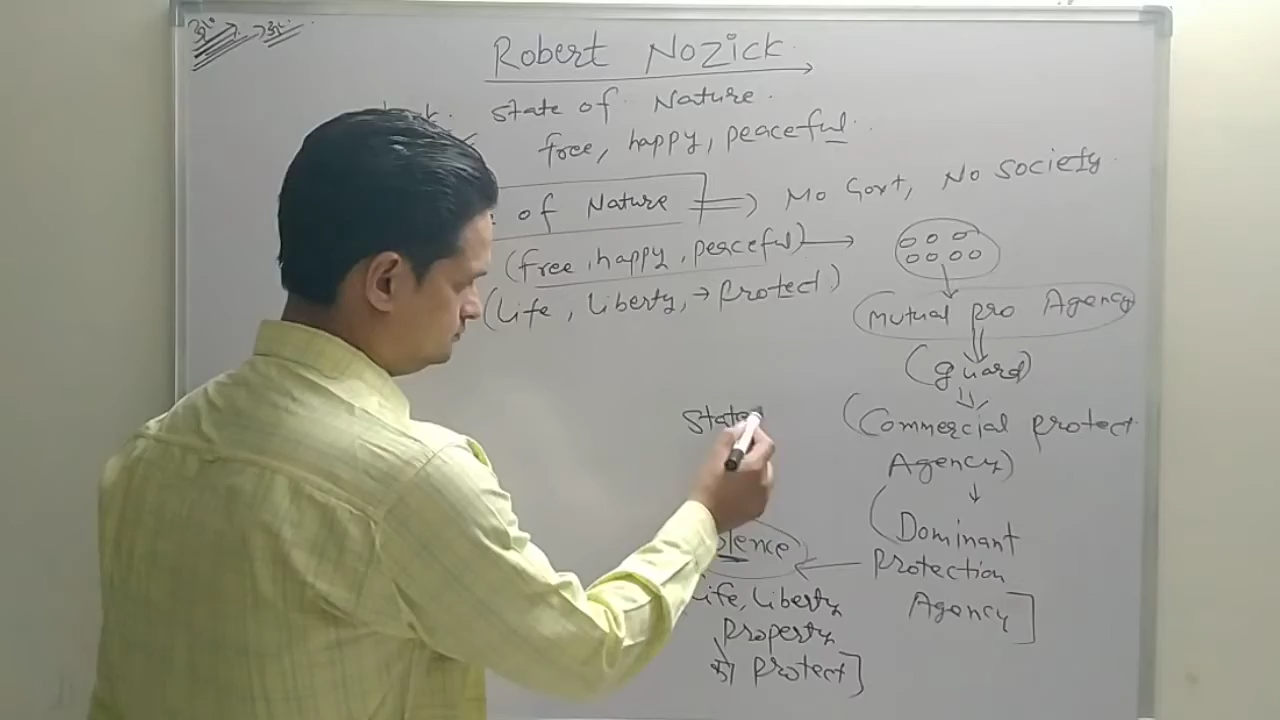 Robert Nozick
State of Nature.
free, happy, peaceful.
of Nature => No Govt, No society
(free, happy, peaceful) →
(Life, Liberty, → Protect)
Mutual pro Agency
(guard)
(Commercial protect
Agency)
State
(Dominant
Protection
Agency]
olence
Life, Liberty
Property
को Protect]